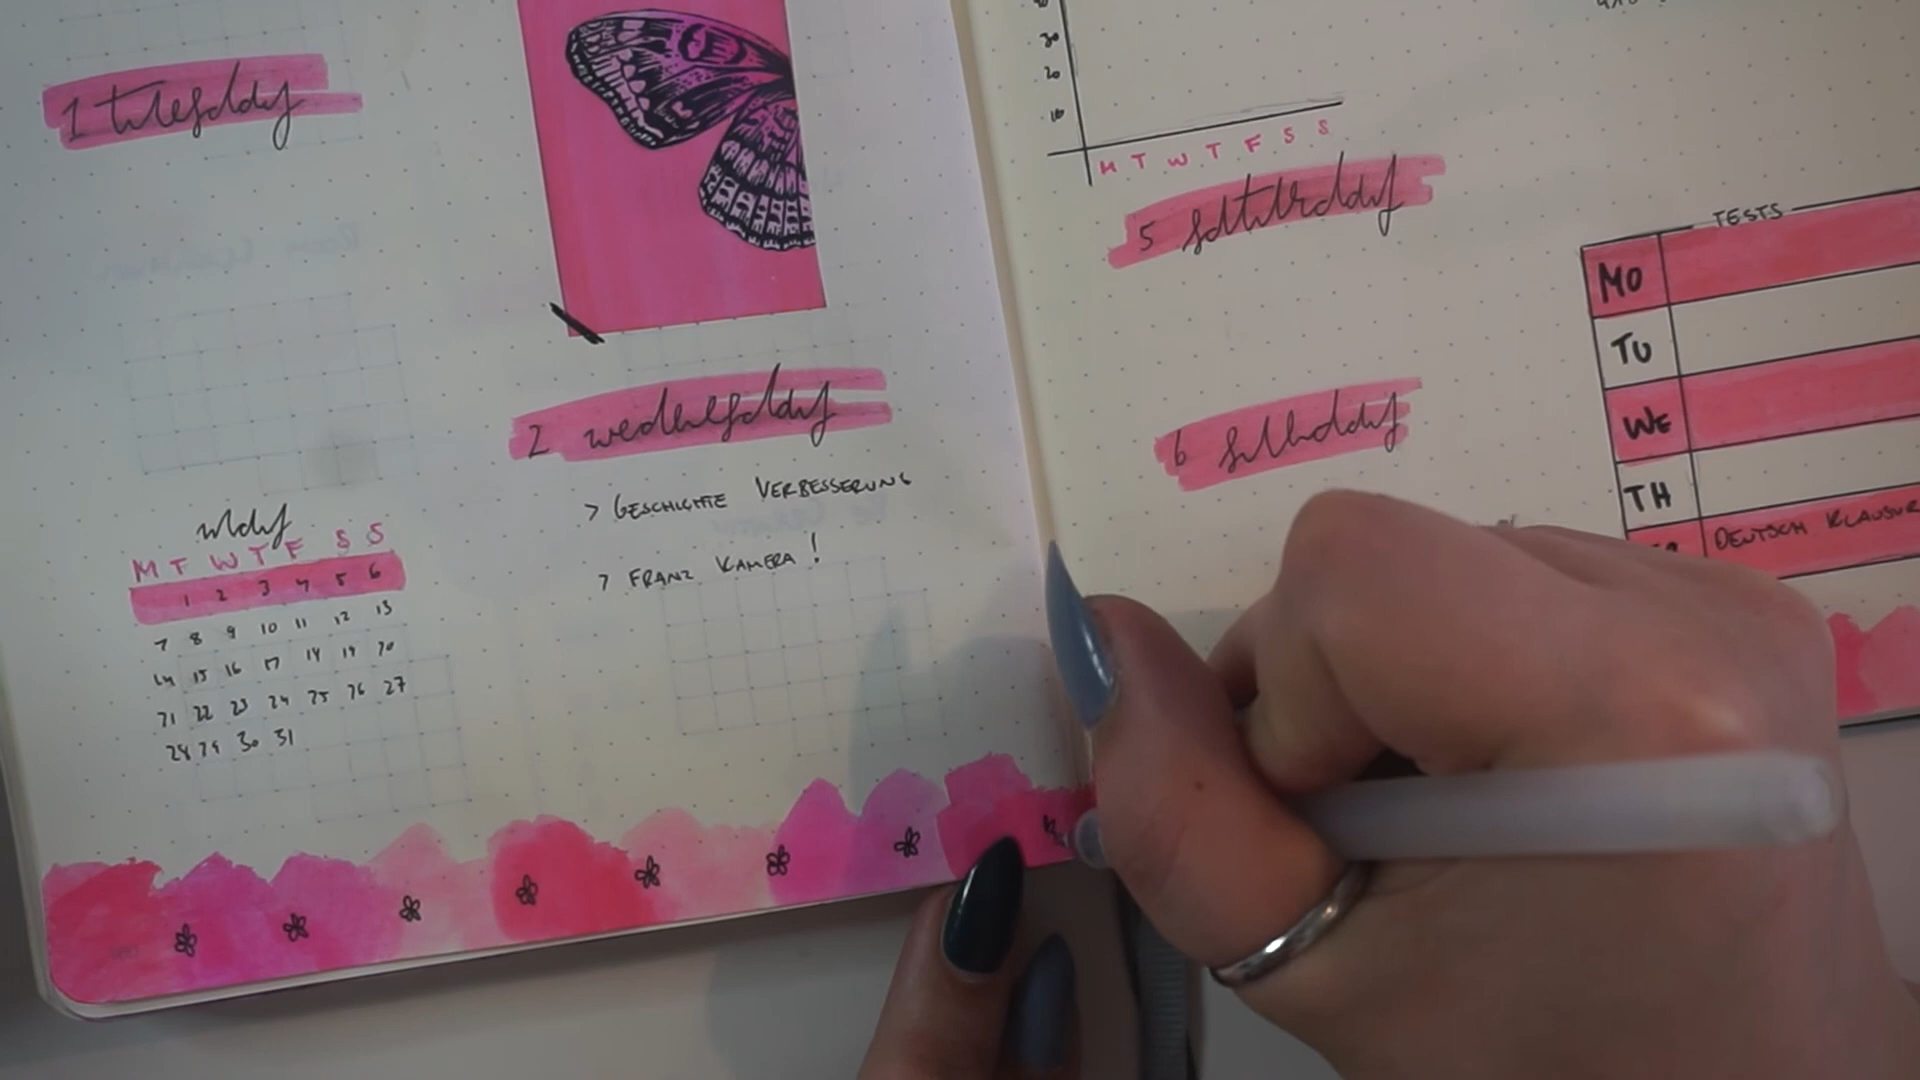 1 tuesday
2 wednesday
> GESCHICHTE VERBESSERUNG
> FRANZ KAMERA!
may
M T W T F S S
1 2 3 4 5 6
7 8 9 10 11 12 13
14 15 16 17 18 19 20
21 22 23 24 25 26 27
28 29 30 31
30
20
10
M T W T F S S
5 saturday
6 sunday
TESTS
MO
TU
WE
TH
DEUTSCH KLAUSUR